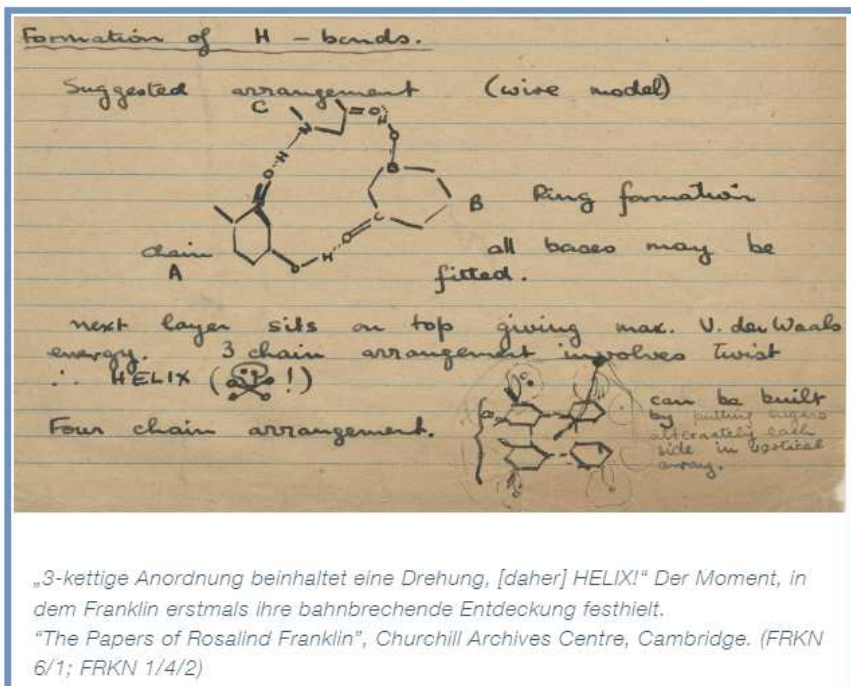 Formation of H - bonds.
Suggested arrangement (wire model)
C
=O
H
N
H
O
O
B Ring formation
C
O
chain all bases may be
A
O H
fitted.
next layer sits on top giving max. V. der Waals
energy. 3 chain arrangement involves twist
∴ HELIX (☠!)
Four chain arrangement. can be built
by putting sugars
alternately each
side in vertical
array.
„3-kettige Anordnung beinhaltet eine Drehung, [daher] HELIX!“ Der Moment, in
dem Franklin erstmals ihre bahnbrechende Entdeckung festhielt.
“The Papers of Rosalind Franklin”, Churchill Archives Centre, Cambridge. (FRKN
6/1; FRKN 1/4/2)